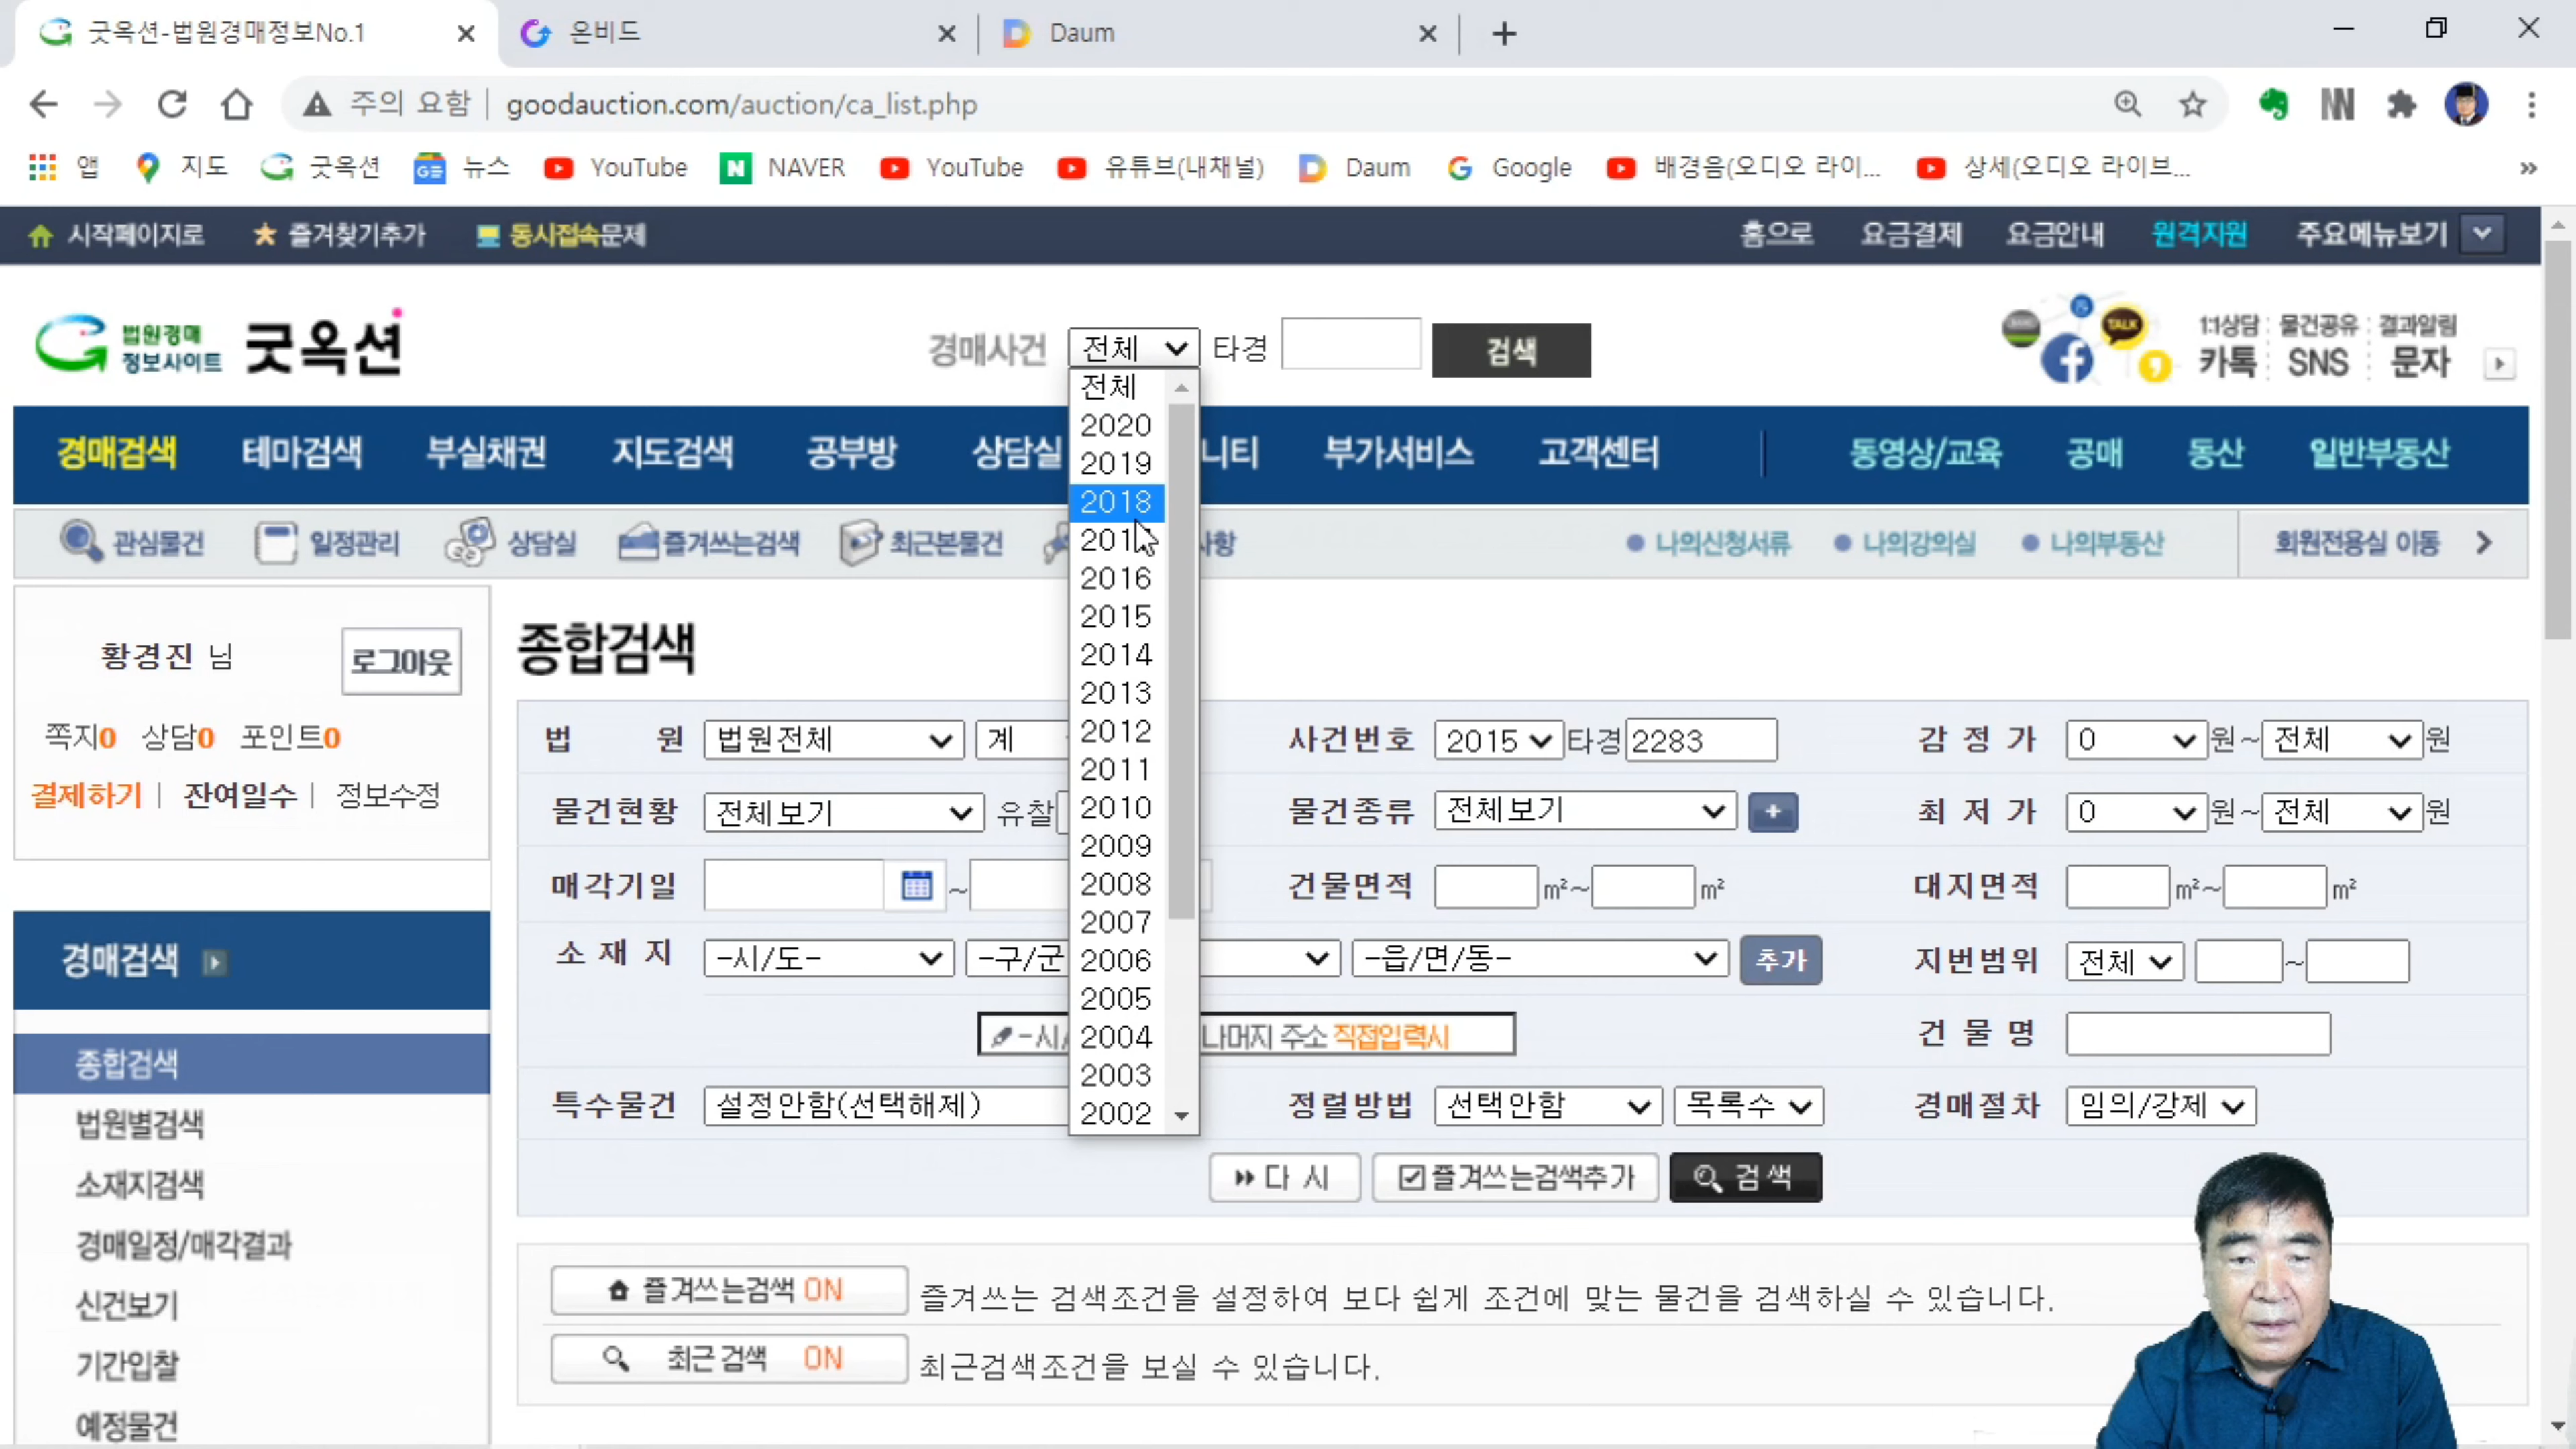 굿옥션-법원경매정보No.1 온비드 Daum
주의 요함 goodauction.com/auction/ca_list.php
앱 지도 굿옥션 뉴스 YouTube NAVER YouTube 유튜브(내채널) Daum Google 배경음(오디오 라이... 상세(오디오 라이브...
시작페이지로 즐겨찾기추가 동시접속문제 홈으로 요금결제 요금안내 원격지원 주요메뉴보기
법원경매 정보사이트 굿옥션 경매사건 전체 타경 검색 1:1상담 물건공유 결과알림
카톡 SNS 문자
전체
2020
2019
2018
2016
2015
2014
2013
2012
2011
2010
2009
2008
2007
2006
2005
2004
2003
2002
경매검색 테마검색 부실채권 지도검색 공부방 상담실 니티 부가서비스 고객센터 동영상/교육 공매 동산 일반부동산
관심물건 일정관리 상담실 즐겨쓰는검색 최근본물건 사항 나의신청서류 나의강의실 나의부동산 회원전용실 이동
황경진 님 로그아웃
쪽지0 상담0 포인트0
결제하기 | 잔여일수 | 정보수정
경매검색
종합검색
법원별검색
소재지검색
경매일정/매각결과
신건보기
기간입찰
예정물건
종합검색
법 원 법원전체 계 사건번호 2015 타경 2283 감 정 가 0 원~ 전체 원
물건현황 전체보기 유찰 물건종류 전체보기 + 최 저 가 0 원~ 전체 원
매각기일 ~ 건물면적 m²~ m² 대지면적 m²~ m²
소 재 지 -시/도- -구/군 -읍/면/동- 추가 지번범위 전체 ~
-시/ 나머지 주소 직접입력시 건 물 명
특수물건 설정안함(선택해제) 정렬방법 선택안함 목록수 경매절차 임의/강제
다 시 즐겨쓰는검색추가 검 색
즐겨쓰는검색 ON 즐겨쓰는 검색조건을 설정하여 보다 쉽게 조건에 맞는 물건을 검색하실 수 있습니다.
최근 검색 ON 최근검색조건을 보실 수 있습니다.